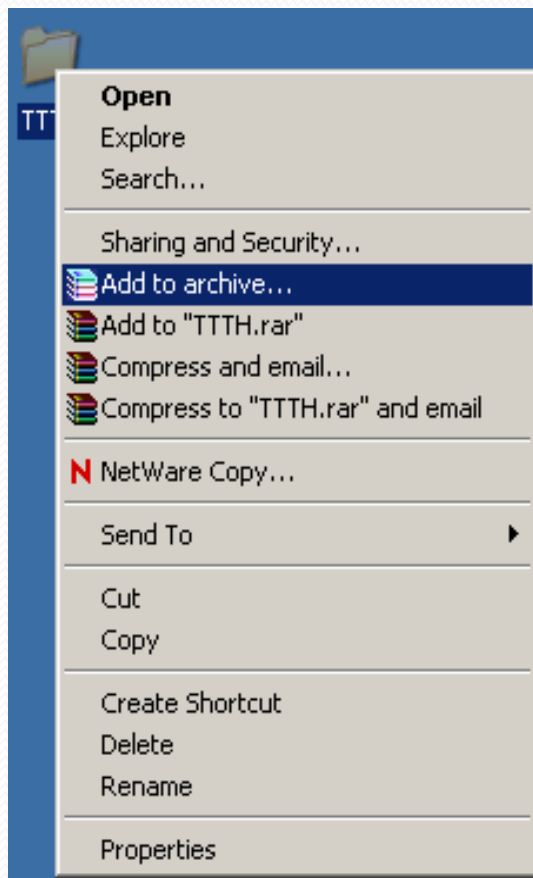 TT
Open
Explore
Search...
Sharing and Security...
Add to archive...
Add to "TTTH.rar"
Compress and email...
Compress to "TTTH.rar" and email
N NetWare Copy...
Send To
Cut
Copy
Create Shortcut
Delete
Rename
Properties